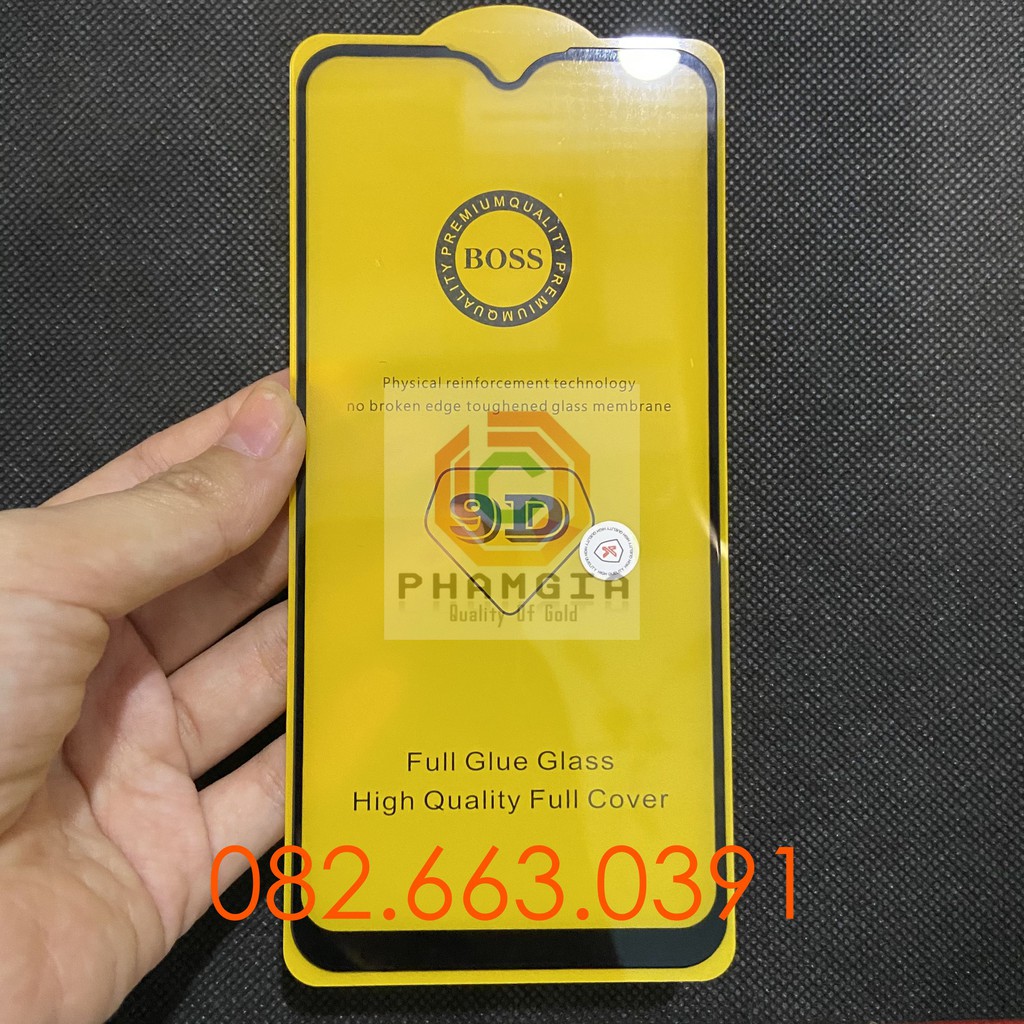 PREMIUMQUALITY PREMIUMQUALITY
BOSS
Physical reinforcement technology
no broken edge toughened glass membrane
9D
PHAMGIA
Quality Of Gold
Full Glue Glass
High Quality Full Cover
082.663.0391